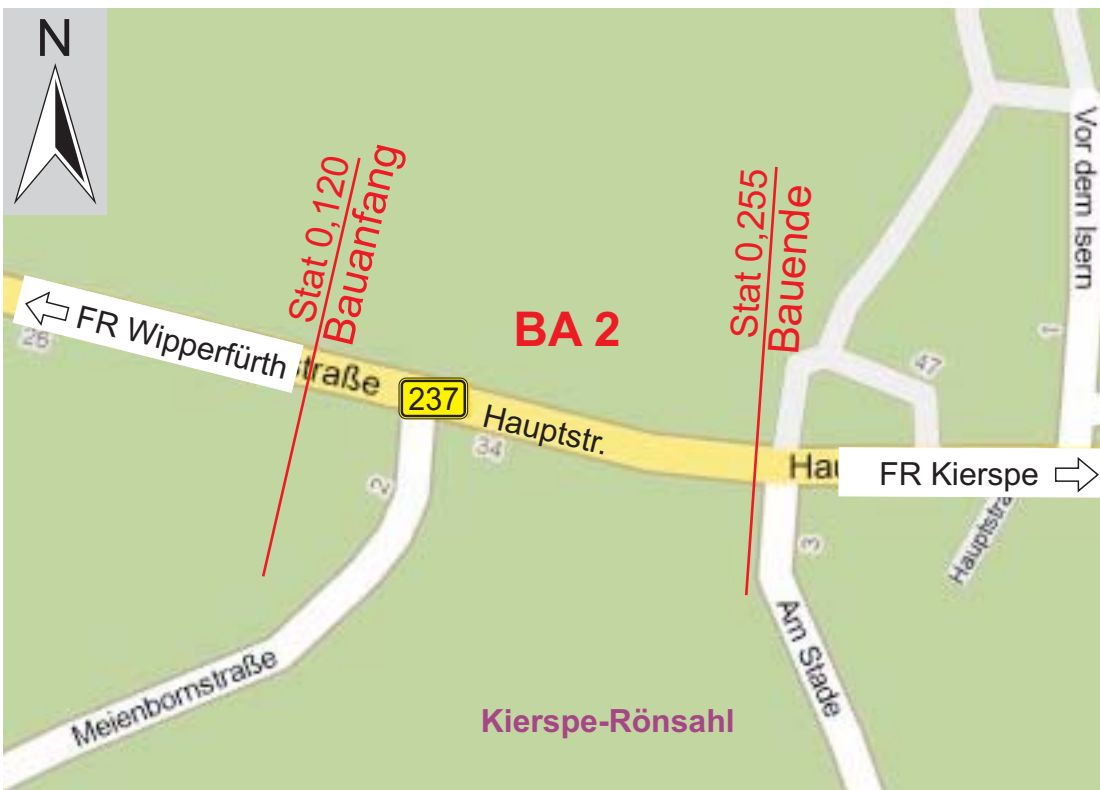 N
Stat 0,120
Bauanfang
Stat 0,255
Bauende
Vor dem Isern
BA 2
FR Wipperfürth
26
straße
237
Hauptstr.
34
2
47
1
Hau
FR Kierspe
3
Hauptstra
Am Stade
Meienbornstraße
Kierspe-Rönsahl